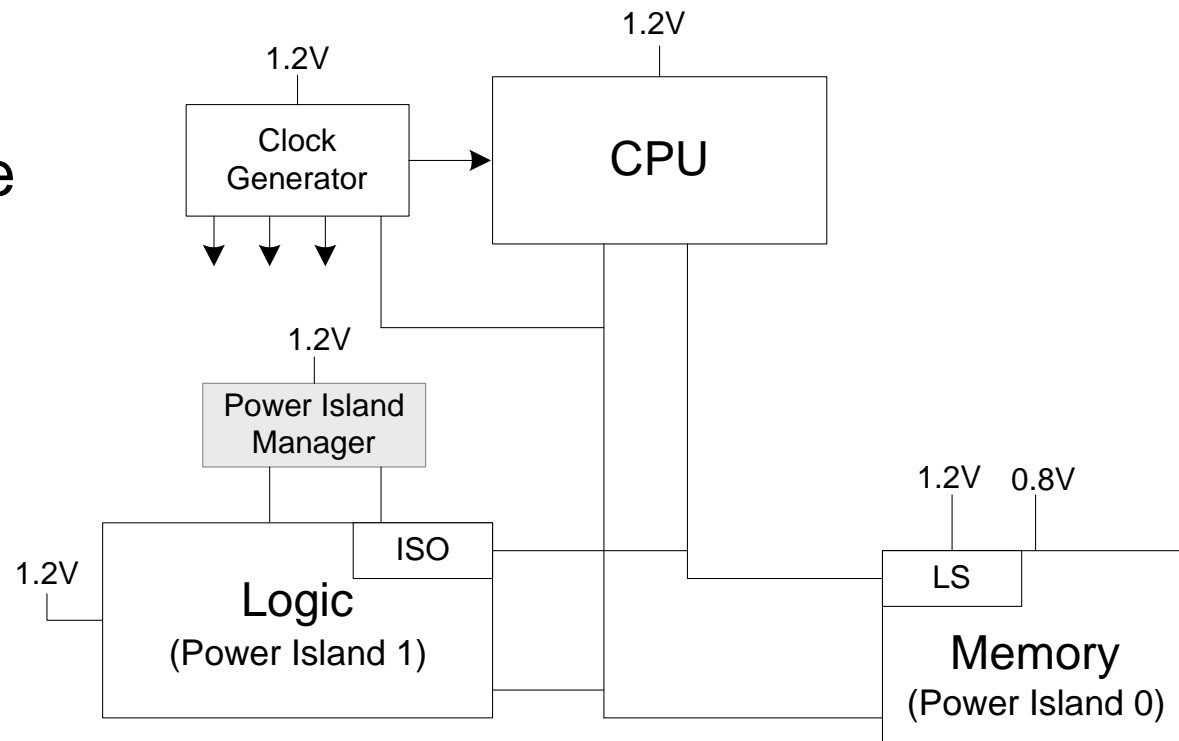 1.2V
1.2V
Clock
Generator
CPU
e
1.2V
Power Island
Manager
1.2V
0.8V
ISO
LS
1.2V
Logic
(Power Island 1)
Memory
(Power Island 0)